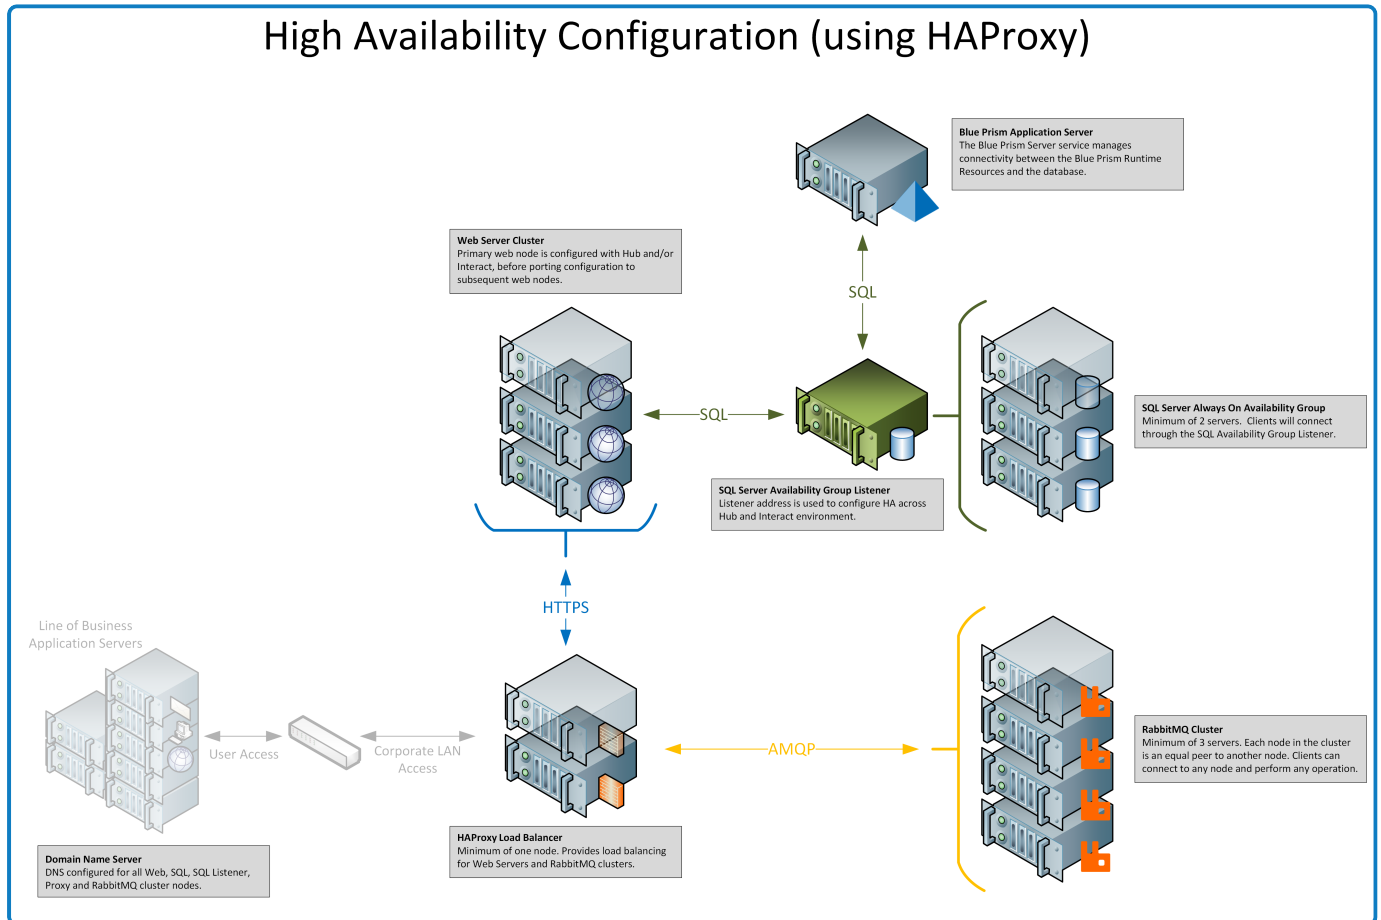 High Availability Configuration (using HAProxy)
Blue Prism Application Server
The Blue Prism Server service manages
connectivity between the Blue Prism Runtime
Resources and the database.
Web Server Cluster
Primary web node is configured with Hub and/or
Interact, before porting configuration to
subsequent web nodes.
SQL
SQL
SQL Server Always On Availability Group
Minimum of 2 servers.  Clients will connect
through the SQL Availability Group Listener.
SQL Server Availability Group Listener
Listener address is used to configure HA across
Hub and Interact environment.
HTTPS
Line of Business
Application Servers
User Access
Corporate LAN
Access
AMQP
RabbitMQ Cluster
Minimum of 3 servers. Each node in the cluster
is an equal peer to another node. Clients can
connect to any node and perform any operation.
HAProxy Load Balancer
Minimum of one node. Provides load balancing
for Web Servers and RabbitMQ clusters.
Domain Name Server
DNS configured for all Web, SQL, SQL Listener,
Proxy and RabbitMQ cluster nodes.